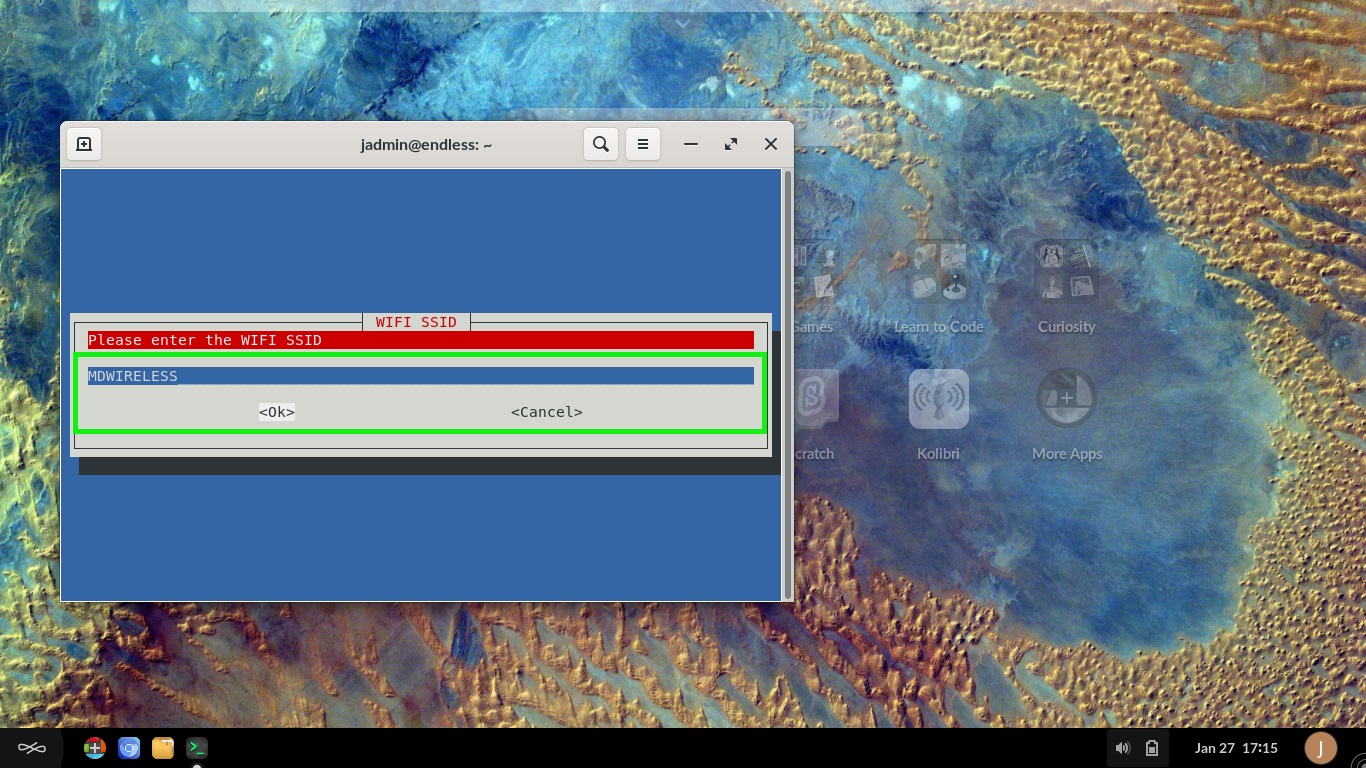 jadmin@endless: ~
WIFI SSID
Please enter the WIFI SSID
MDWIRELESS
<Ok> <Cancel>
Games Learn to Code Curiosity
Kolibri More Apps
Jan 27 17:15
J